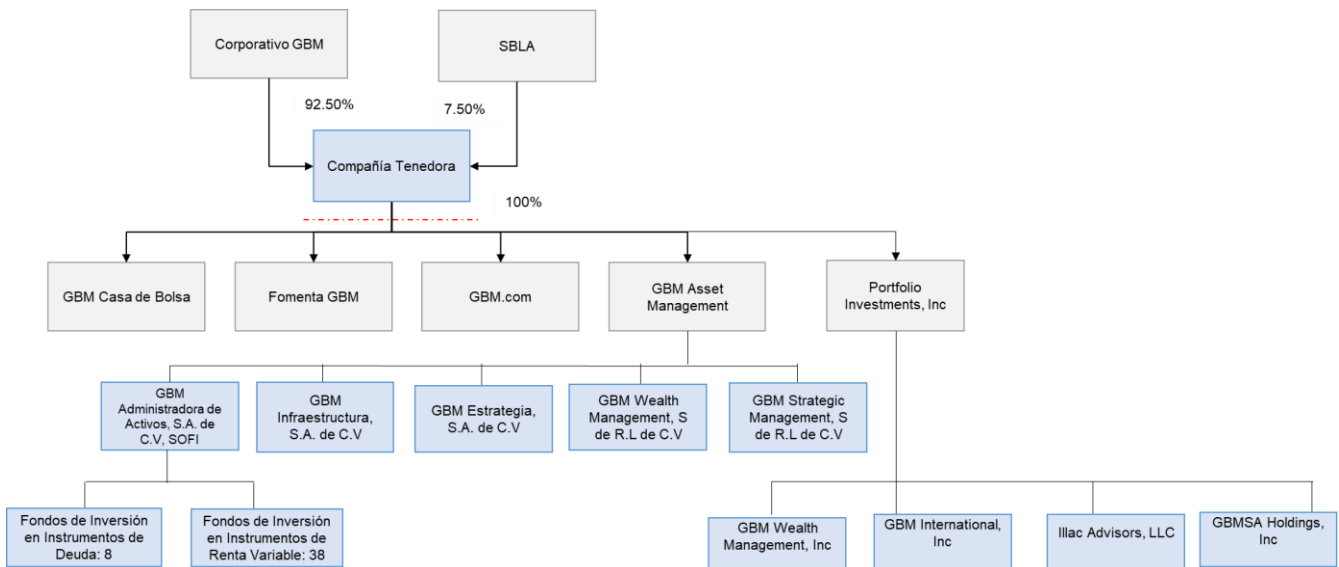 Corporativo GBM
SBLA
92.50%
7.50%
Compañía Tenedora
100%
GBM Casa de Bolsa
Fomenta GBM
GBM.com
GBM Asset
Management
Portfolio
Investments, Inc
GBM
Administradora de
Activos, S.A. de
C.V, SOFI
GBM
Infraestructura,
S.A. de C.V
GBM Estrategia,
S.A. de C.V
GBM Wealth
Management, S
de R.L de C.V
GBM Strategic
Management, S
de R.L de C.V
Fondos de Inversión
en Instrumentos de
Deuda: 8
Fondos de Inversión
en Instrumentos de
Renta Variable: 38
GBM Wealth
Management, Inc
GBM International,
Inc
Illac Advisors, LLC
GBMSA Holdings,
Inc